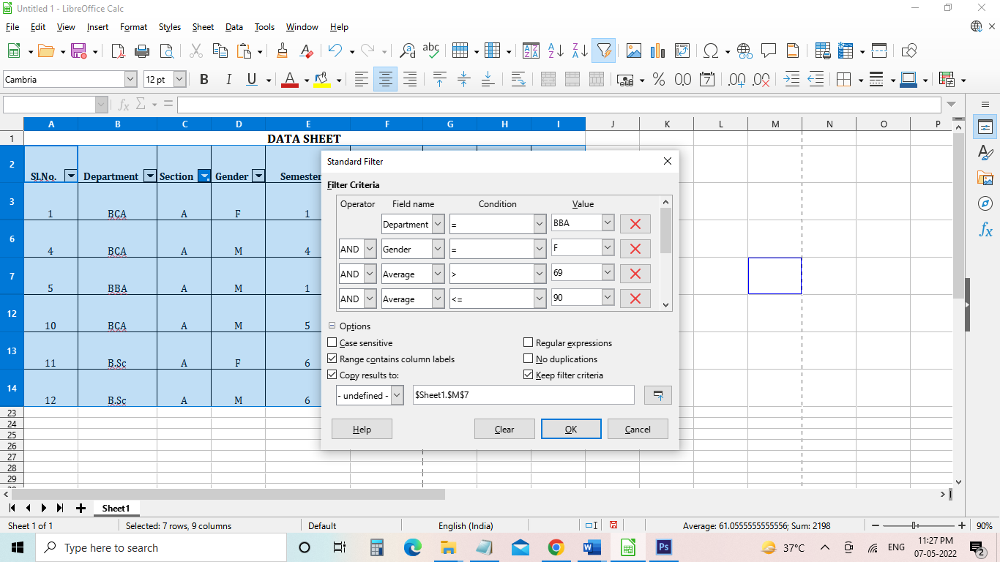 Untitled 1 - LibreOffice Calc
File Edit View Insert Format Styles Sheet Data Tools Window Help
Cambria 12 pt
A B C D E F G H I J K L M N O P
1 DATA SHEET
2 Sl.No. Department Section Gender Semester
3 1 BCA A F 1
6 4 BCA A M 4
7 5 BBA A M 1
12 10 BCA A M 5
13 11 B.Sc A F 6
14 12 B.Sc A M 6
23
24
25
26
27
28
29
Standard Filter
Filter Criteria
Operator Field name Condition Value
Department = BBA
AND Gender = F
AND Average > 69
AND Average <= 90
Options
Case sensitive Regular expressions
Range contains column labels No duplications
Copy results to: Keep filter criteria
- undefined - $Sheet1.$M$7
Help Clear OK Cancel
Sheet1
Sheet 1 of 1 Selected: 7 rows, 9 columns Default English (India) Average: 61.0555555555556; Sum: 2198 90%
Type here to search 37°C ENG 11:27 PM
07-05-2022 2